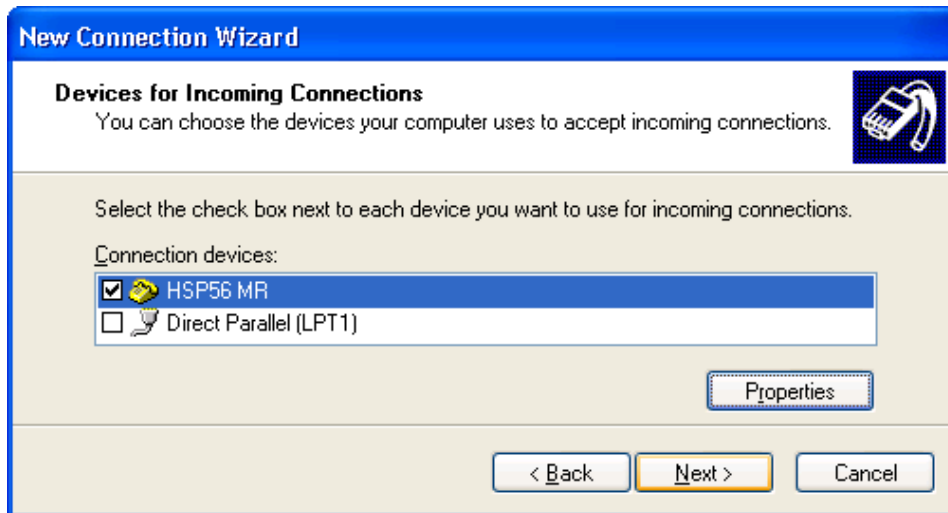 New Connection Wizard
Devices for Incoming Connections
You can choose the devices your computer uses to accept incoming connections.
Select the check box next to each device you want to use for incoming connections.
Connection devices:
HSP56 MR
Direct Parallel (LPT1)
Properties
< Back Next > Cancel